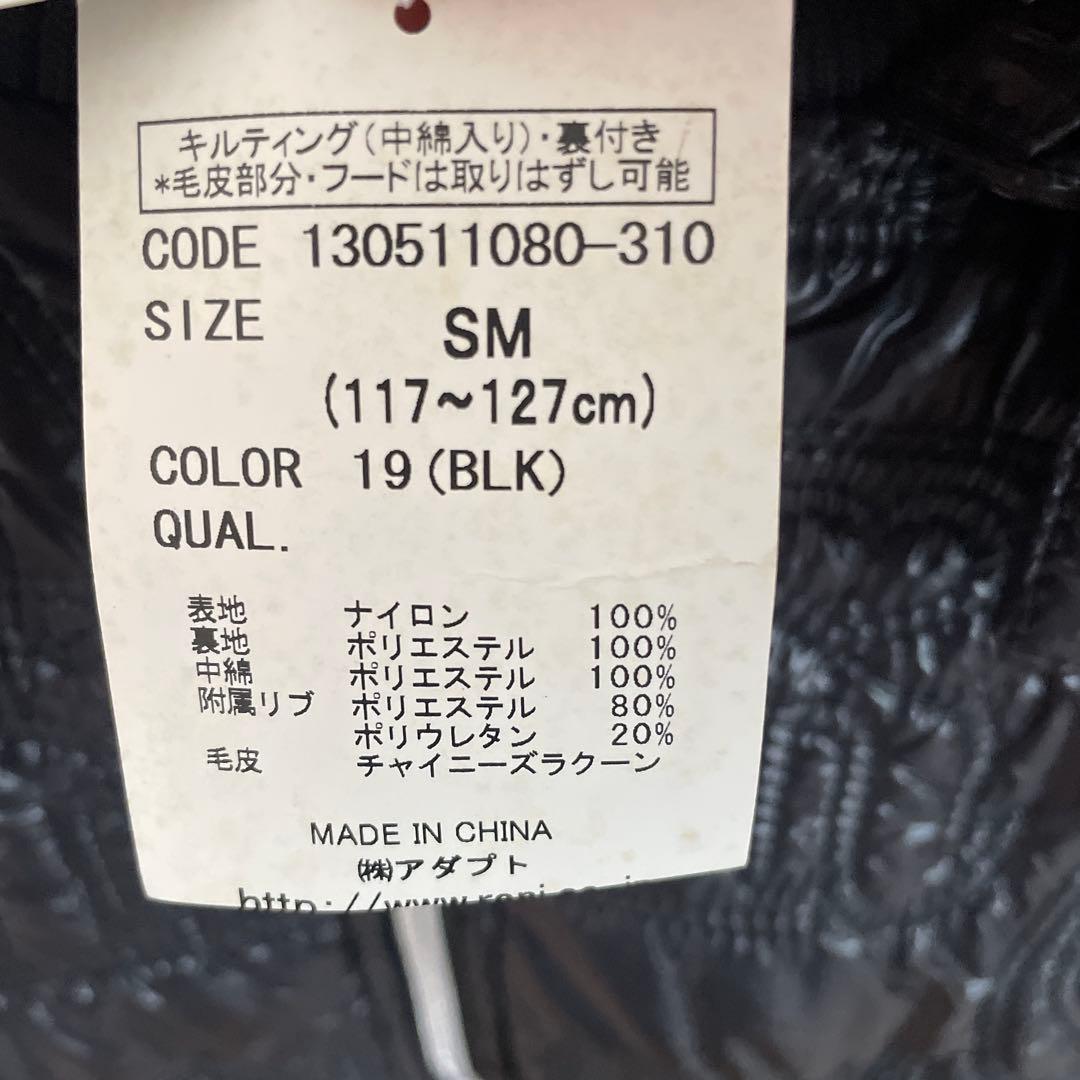 キルティング(中綿入り)・裏付き
*毛皮部分・フードは取りはずし可能
CODE 130511080-310
SIZE SM
(117~127cm)
COLOR 19(BLK)
QUAL.
表地 ナイロン 100%
裏地 ポリエステル 100%
中綿 ポリエステル 100%
附属リブ ポリエステル 80%
ポリウレタン 20%
毛皮 チャイニーズラクーン
MADE IN CHINA
(株)アダプト